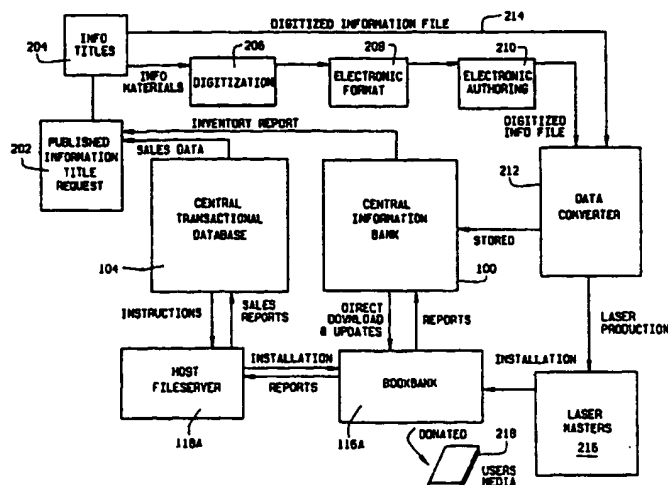 DIGITIZED INFORMATION FILE
214
204
INFO
TITLES
INFO
MATERIALS
206
DIGITIZATION
208
ELECTRONIC
FORMAT
210
ELECTRONIC
AUTHORING
DIGITIZED
INFO FILE
INVENTORY REPORT
SALES DATA
202
PUBLISHED
INFORMATION
TITLE
REQUEST
CENTRAL
TRANSACTIONAL
DATABASE
104
CENTRAL
INFORMATION
BANK
100
212
DATA
CONVERTER
STORED
INSTRUCTIONS
SALES
REPORTS
DIRECT
DOWNLOAD
& UPDATES
REPORTS
LASER
PRODUCTION
HOST
FILESERVER
118A
INSTALLATION
REPORTS
BOOKBANK
116A
INSTALLATION
LASER
MASTERS
216
DONATED
218
USERS
MEDIA